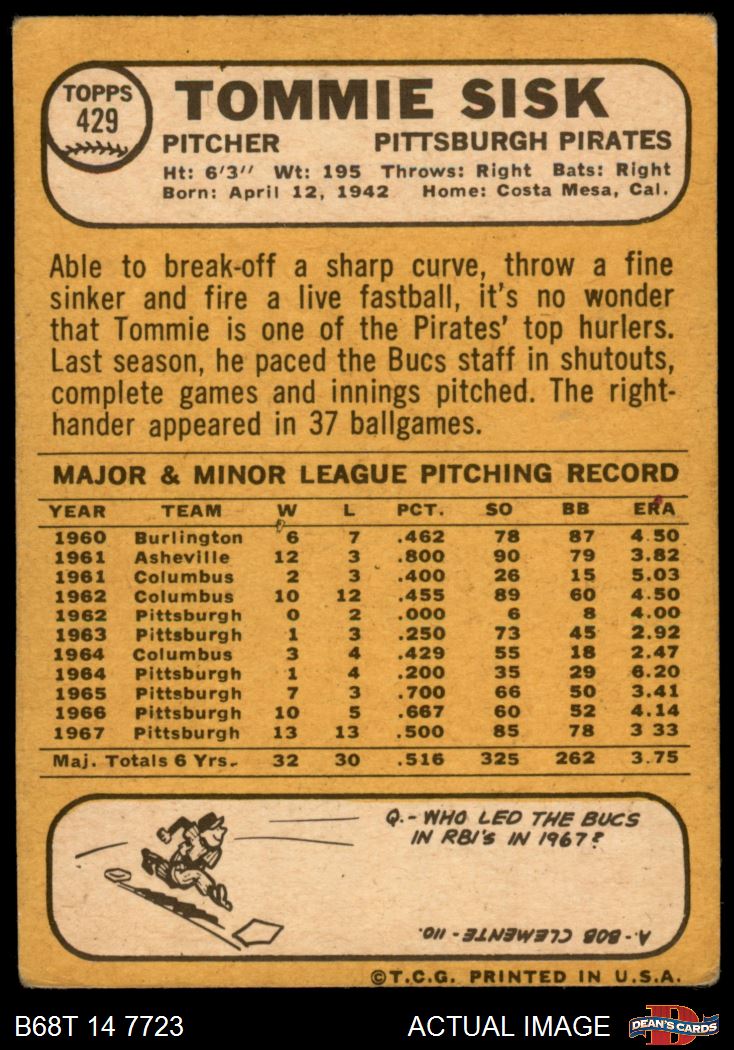 TOPPS
429
TOMMIE SISK
PITCHER PITTSBURGH PIRATES
Ht: 6'3" Wt: 195 Throws: Right Bats: Right
Born: April 12, 1942 Home: Costa Mesa, Cal.
Able to break-off a sharp curve, throw a fine
sinker and fire a live fastball, it's no wonder
that Tommie is one of the Pirates' top hurlers.
Last season, he paced the Bucs staff in shutouts,
complete games and innings pitched. The right-
hander appeared in 37 ballgames.
MAJOR & MINOR LEAGUE PITCHING RECORD
YEAR TEAM W L PCT. SO BB ERA
1960 Burlington 6 7 .462 78 87 4.50
1961 Asheville 12 3 .800 90 79 3.82
1961 Columbus 2 3 .400 26 15 5.03
1962 Columbus 10 12 .455 89 60 4.50
1962 Pittsburgh 0 2 .000 6 8 4.00
1963 Pittsburgh 1 3 .250 73 45 2.92
1964 Columbus 3 4 .429 55 18 2.47
1964 Pittsburgh 1 4 .200 35 29 6.20
1965 Pittsburgh 7 3 .700 66 50 3.41
1966 Pittsburgh 10 5 .667 60 52 4.14
1967 Pittsburgh 13 13 .500 85 78 3 33
Maj. Totals 6 Yrs. 32 30 .516 325 262 3.75
Q.-WHO LED THE BUCS
IN RBI'S IN 1967?
A.-BOB CLEMENTE-110.
©T.C.G. PRINTED IN U.S.A.
B68T 14 7723 ACTUAL IMAGE DEAN'S CARDS